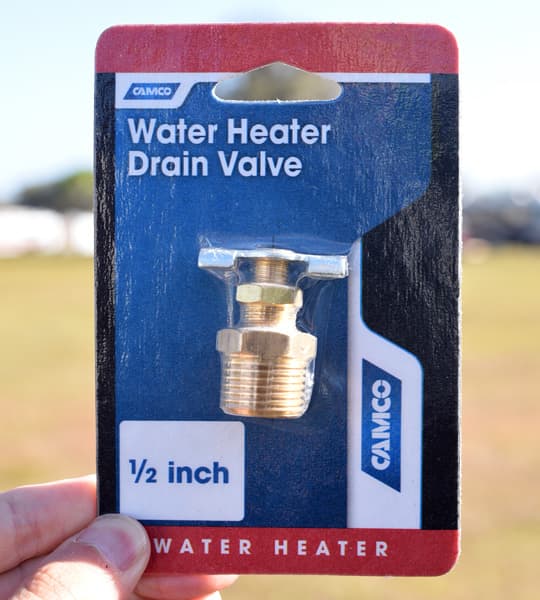 CAMCO
Water Heater
Drain Valve
CAMCO
1/2 inch
WATER HEATER